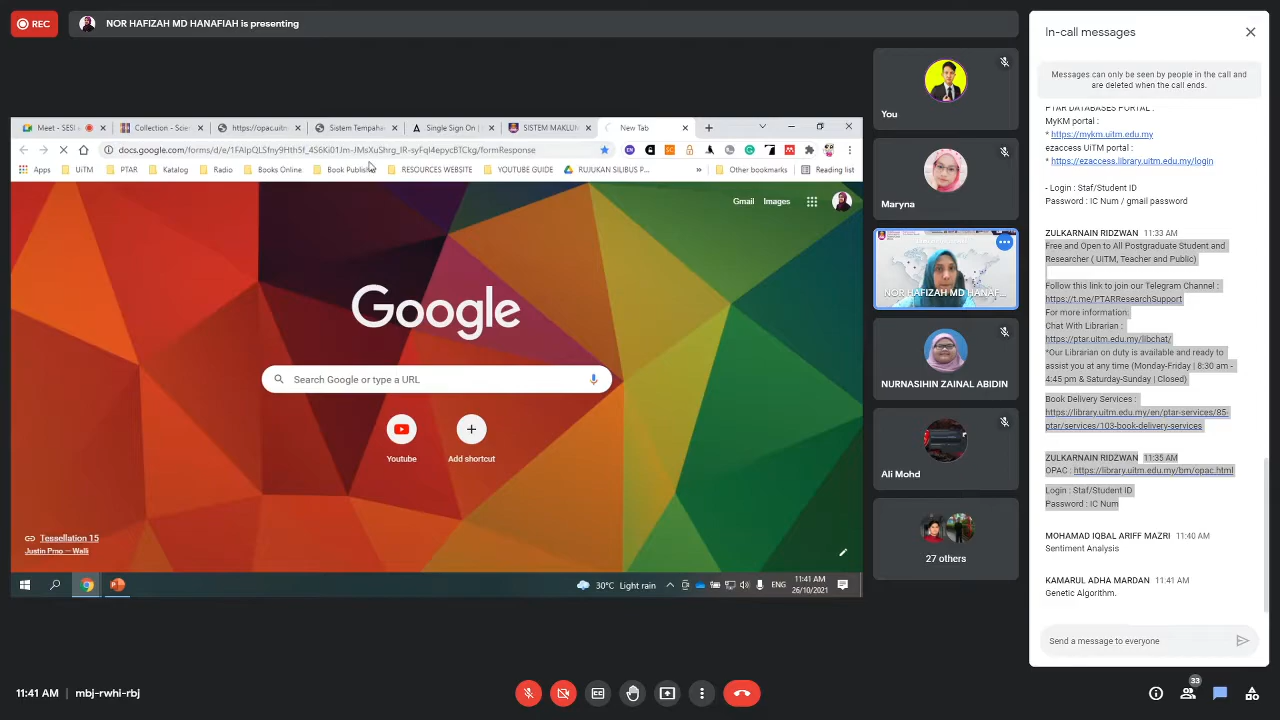 REC
NOR HAFIZAH MD HANAFIAH is presenting
Meet - SESI
Collection - Scie
https://opac.uitm
Sistem Tempaha
Single Sign On |
SISTEM MAKLUM
New Tab
Apps
UiTM
PTAR
Katalog
Radio
Books Online
Book Publish
RESOURCES WEBSITE
YOUTUBE GUIDE
RUJUKAN SILIBUS P...
Other bookmarks
Reading list
Gmail
Images
Google
Search Google or type a URL
Youtube
Add shortcut
Tessellation 15
Justin Prno — Walli
30°C Light rain
ENG
11:41 AM
26/10/2021
You
Maryna
NOR HAFIZAH MD HANAF...
NURNASIHIN ZAINAL ABIDIN
Ali Mohd
27 others
In-call messages
Messages can only be seen by people in the call and
are deleted when the call ends.
PTAR DATABASES PORTAL :
MyKM portal :
* https://mykm.uitm.edu.my
ezaccess UiTM portal :
* https://ezaccess.library.uitm.edu.my/login
- Login : Staf/Student ID
Password : IC Num / gmail password
ZULKARNAIN RIDZWAN 11:33 AM
Free and Open to All Postgraduate Student and
Researcher ( UiTM, Teacher and Public)
Follow this link to join our Telegram Channel :
https://t.me/PTARResearchSupport
For more information:
Chat With Librarian :
https://ptar.uitm.edu.my/libchat/
*Our Librarian on duty is available and ready to
assist you at any time (Monday-Friday | 8:30 am -
4:45 pm & Saturday-Sunday | Closed)
Book Delivery Services :
https://library.uitm.edu.my/en/ptar-services/85-
ptar/services/103-book-delivery-services
ZULKARNAIN RIDZWAN 11:35 AM
OPAC : https://library.uitm.edu.my/bm/opac.html
Login : Staf/Student ID
Password : IC Num
MOHAMAD IQBAL ARIFF MAZRI 11:40 AM
Sentiment Analysis
KAMARUL ADHA MARDAN 11:41 AM
Genetic Algorithm.
Send a message to everyone
11:41 AM | mbj-rwhi-rbj
33